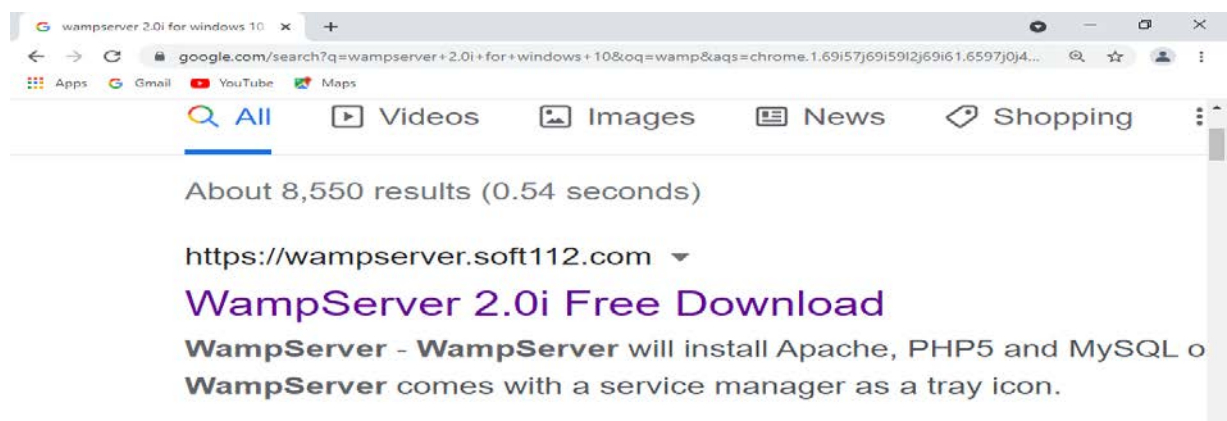 wampserver 2.0i for windows 10
google.com/search?q=wampserver+2.0i+for+windows+10&oq=wamp&aqs=chrome.1.69i57j69i59l2j69i61.6597j0j4...
Apps Gmail YouTube Maps
All Videos Images News Shopping
About 8,550 results (0.54 seconds)
https://wampserver.soft112.com
WampServer 2.0i Free Download
WampServer - WampServer will install Apache, PHP5 and MySQL o
WampServer comes with a service manager as a tray icon.